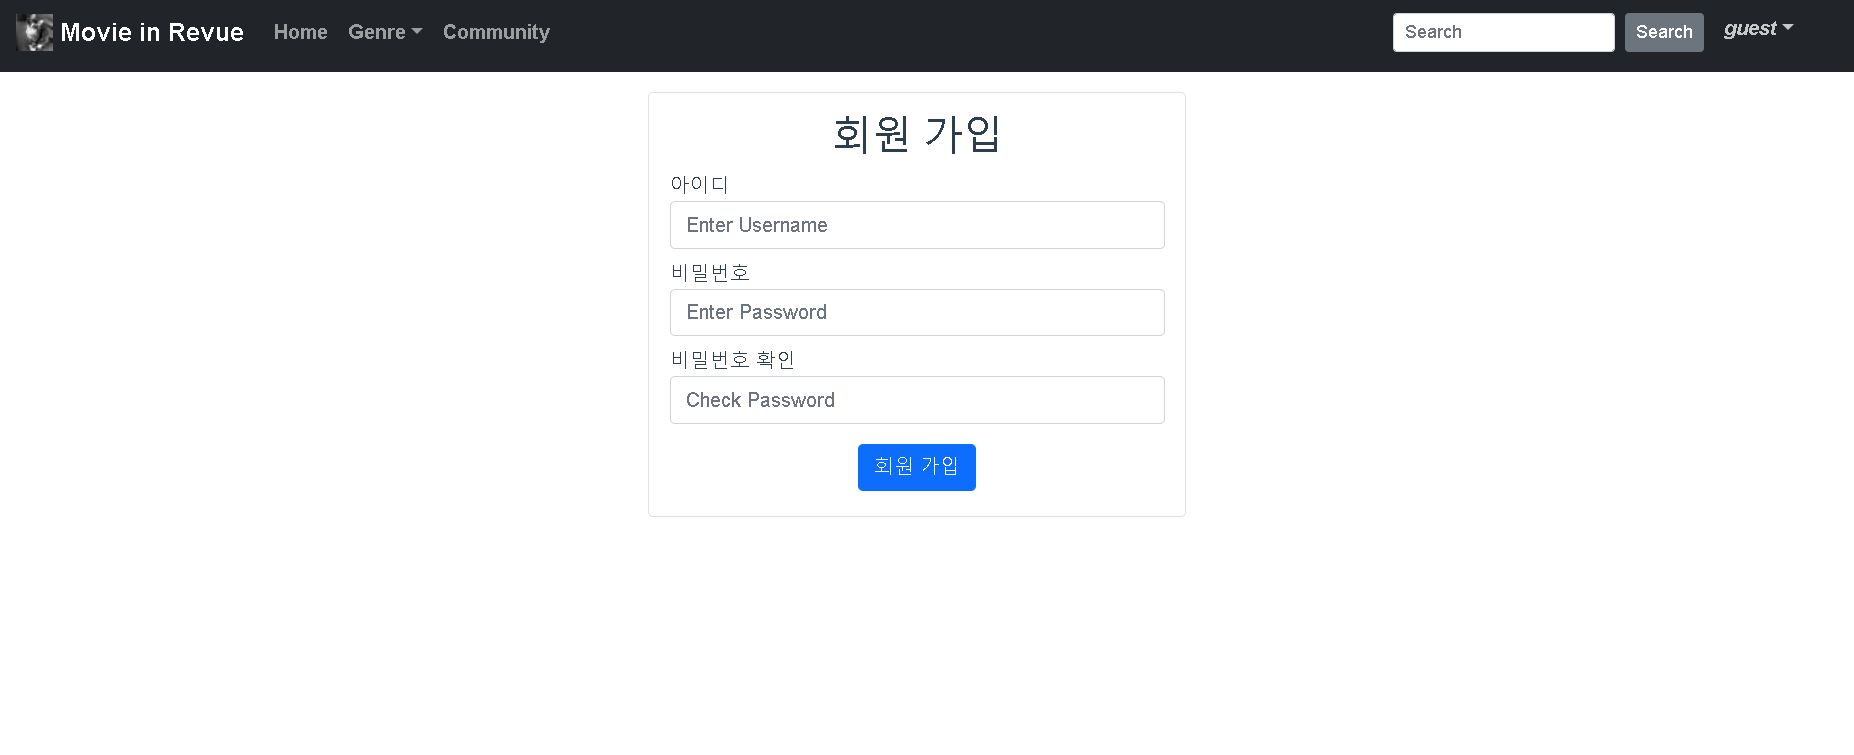 Movie in Revue Home Genre Community Search Search guest
회원 가입
아이디
Enter Username
비밀번호
Enter Password
비밀번호 확인
Check Password
회원 가입